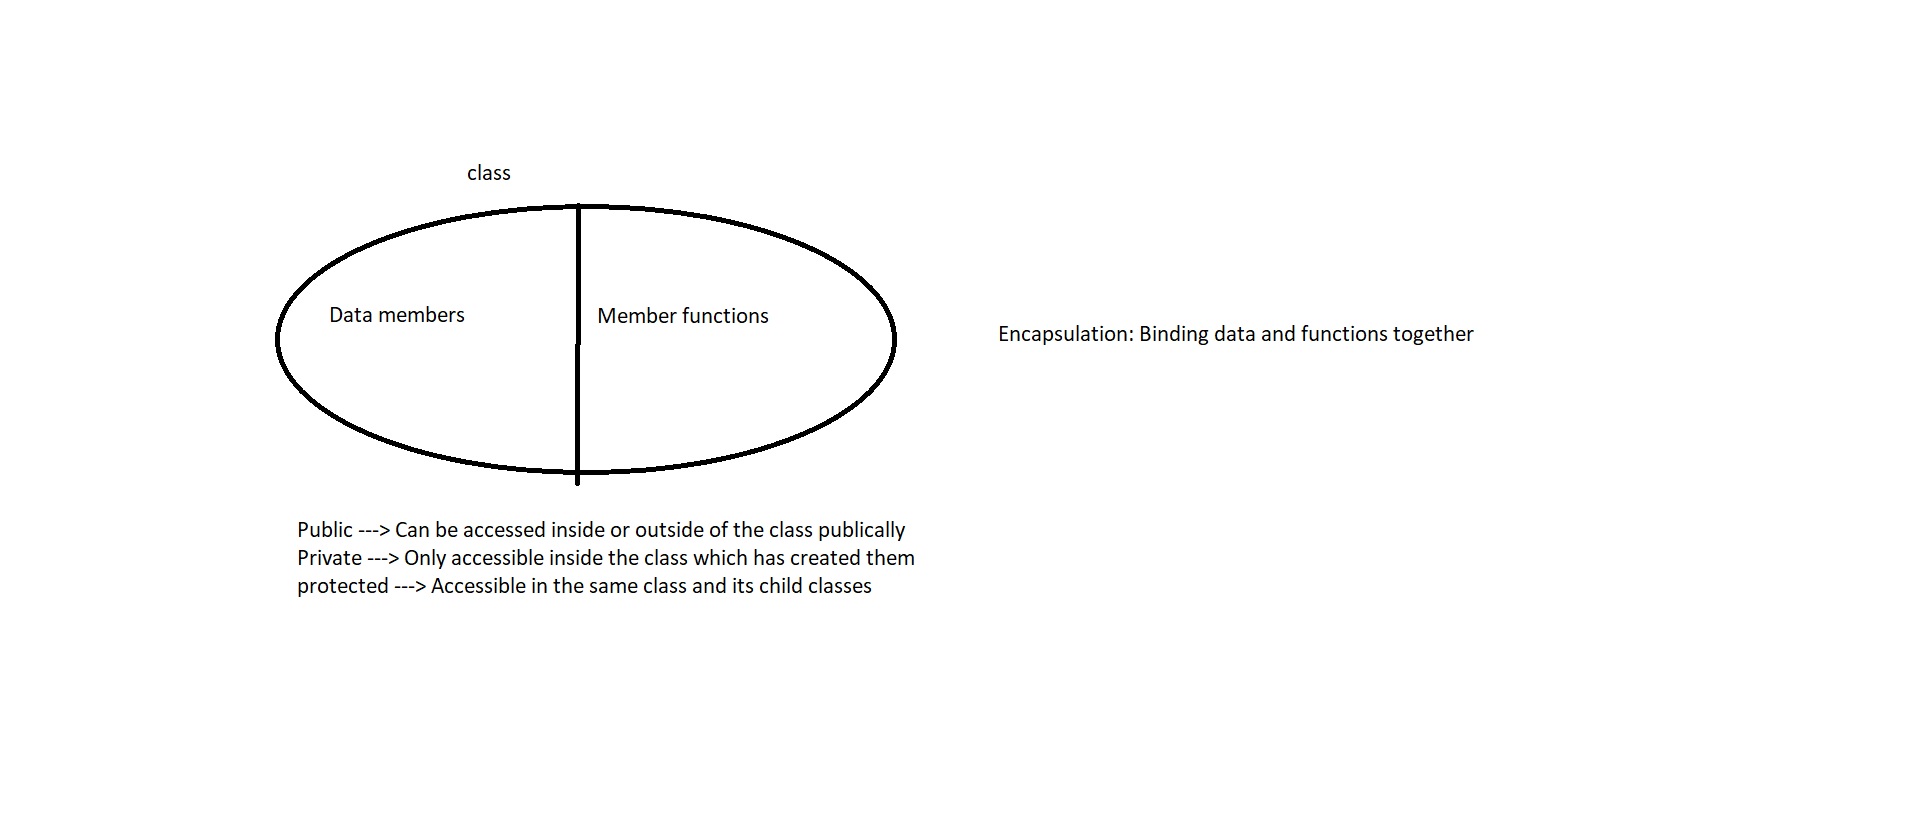 class
Data members
Member functions
Encapsulation: Binding data and functions together
Public ---> Can be accessed inside or outside of the class publically
Private ---> Only accessible inside the class which has created them
protected ---> Accessible in the same class and its child classes